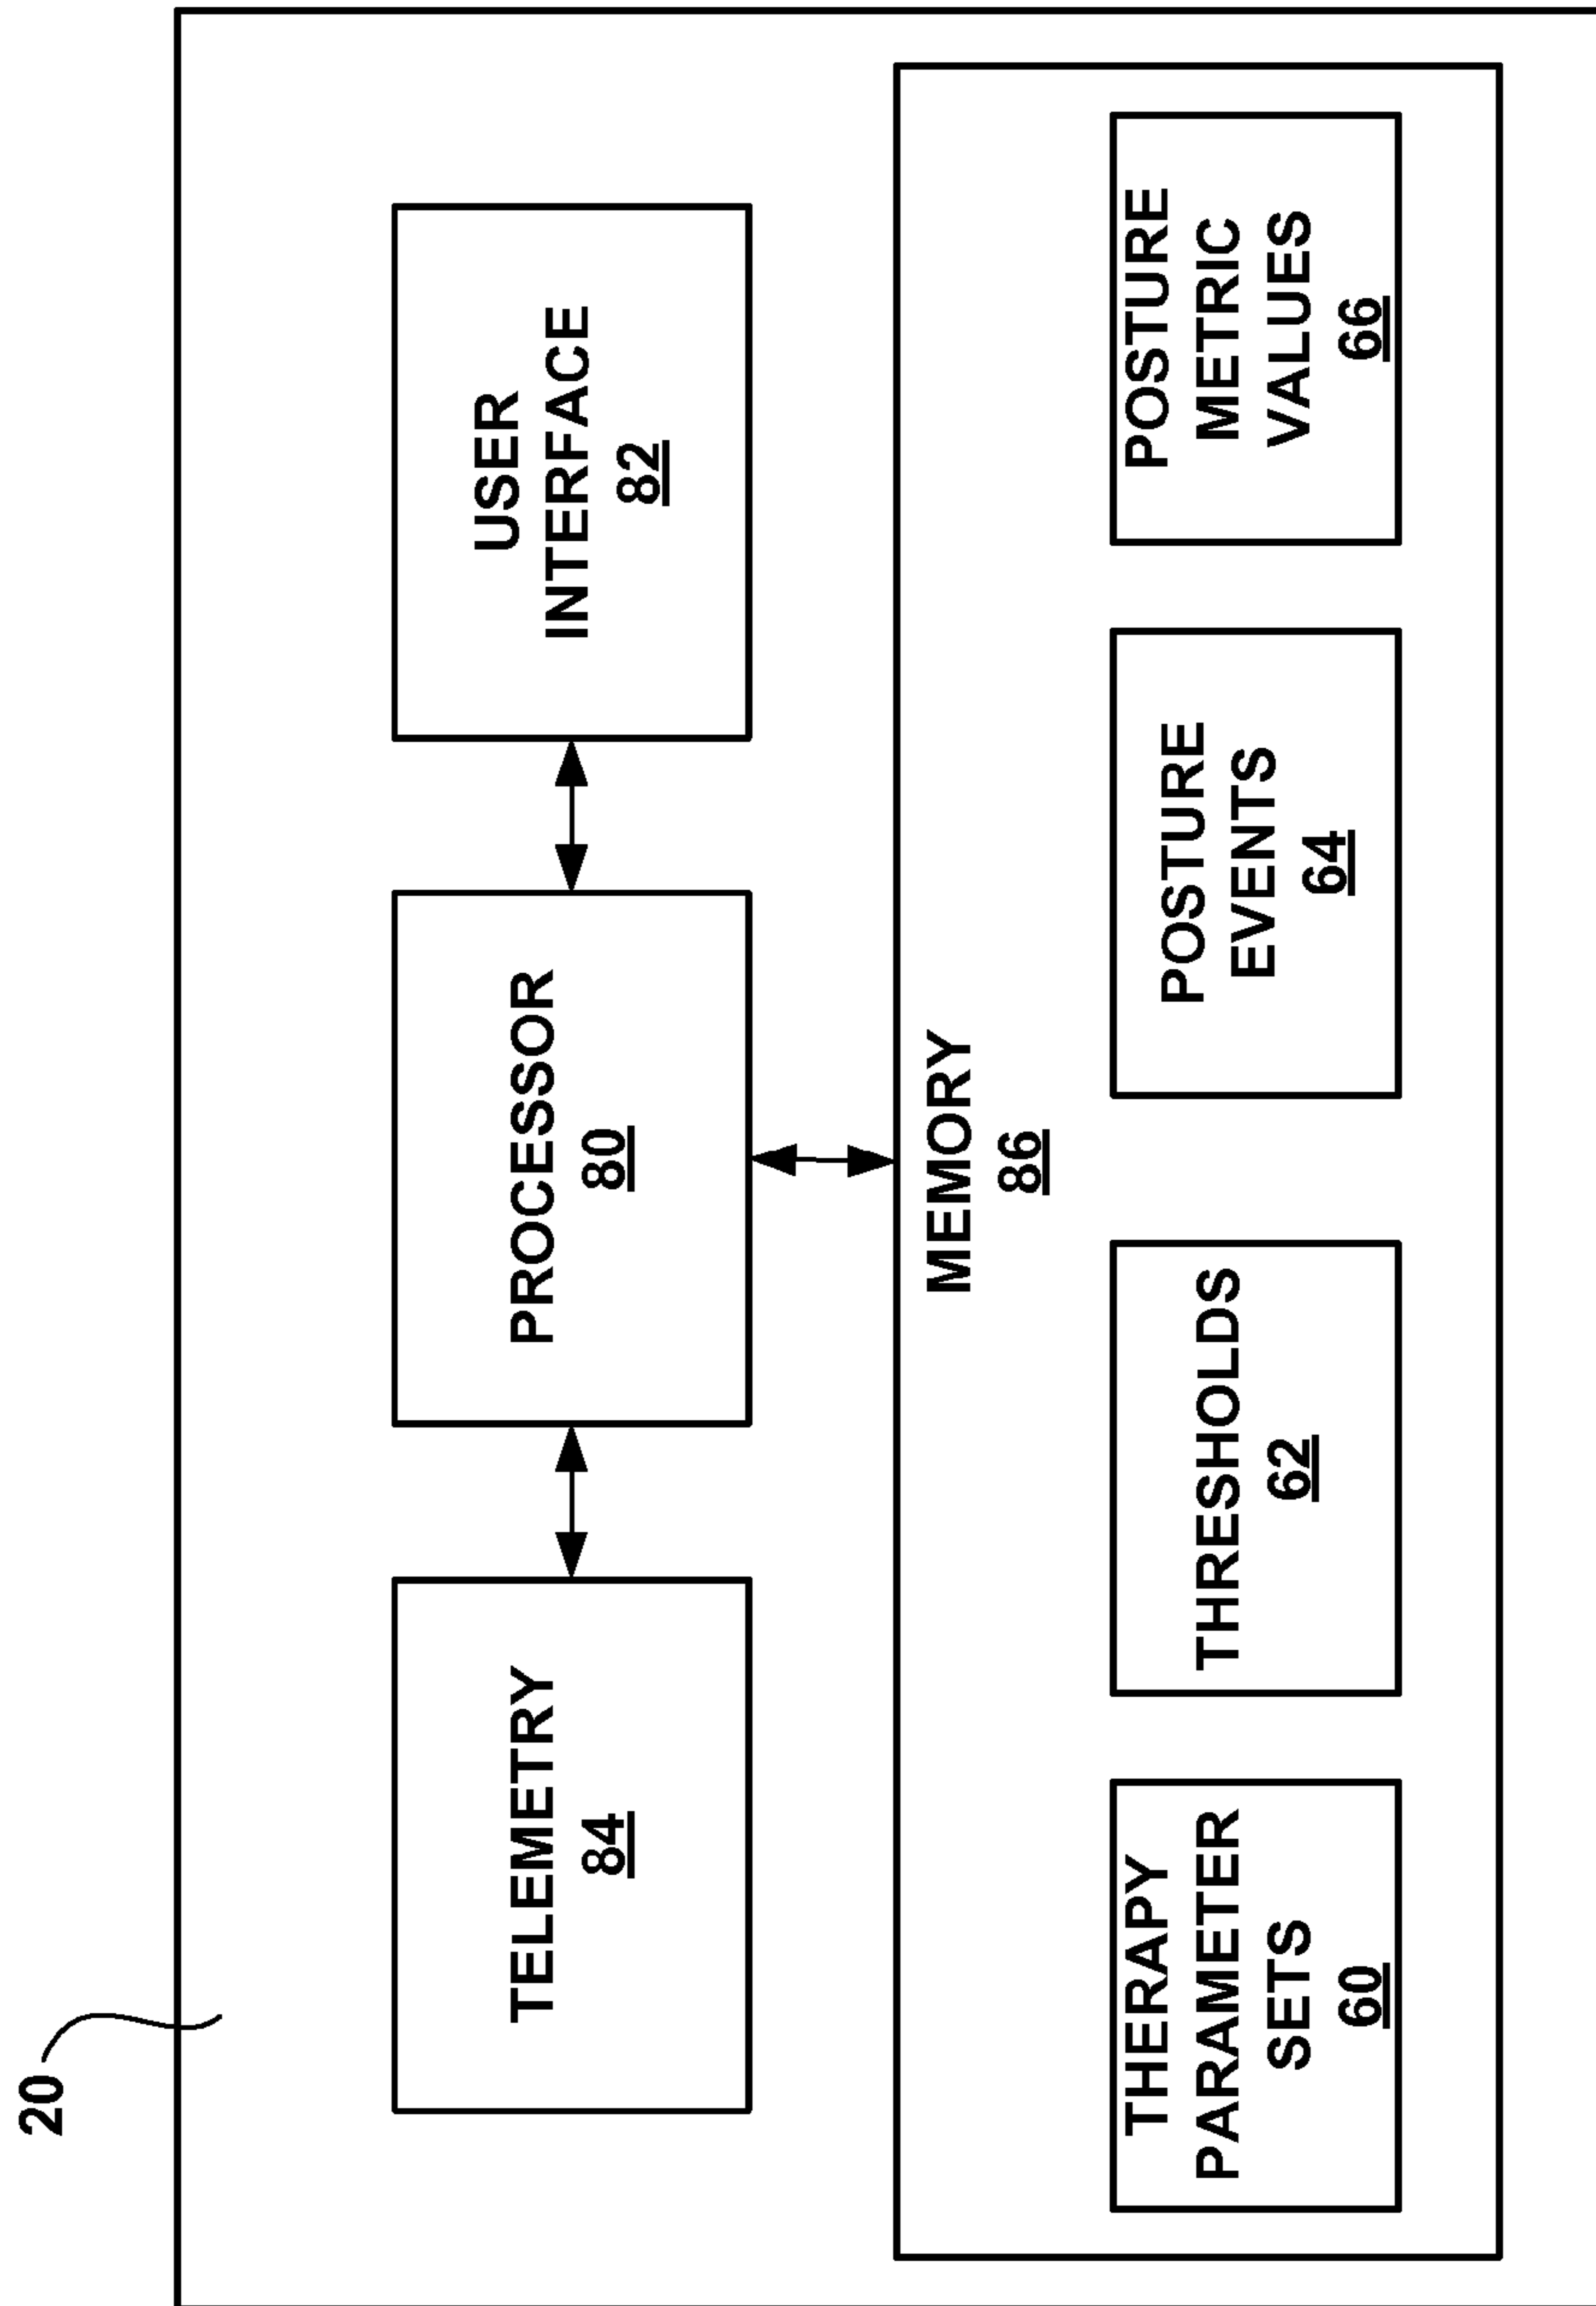 20
TELEMETRY
84
PROCESSOR
80
USER
INTERFACE
82
MEMORY
86
THERAPY
PARAMETER
SETS
60
THRESHOLDS
62
POSTURE
EVENTS
64
POSTURE
METRIC
VALUES
66